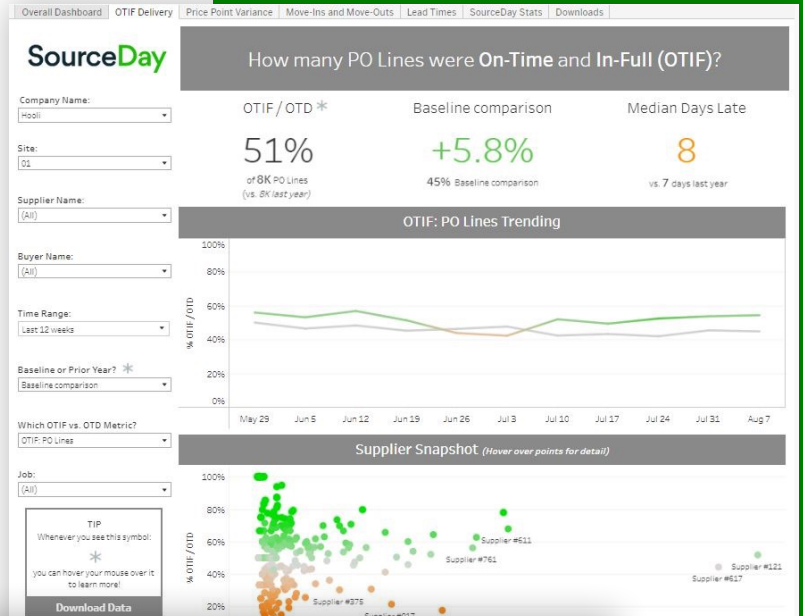 Overall Dashboard
OTIF Delivery
Price Point Variance
Move-Ins and Move-Outs
Lead Times
SourceDay Stats
Downloads
SourceDay
How many PO Lines were On-Time and In-Full (OTIF)?
Company Name:
Hooli
Site:
01
Supplier Name:
(All)
Buyer Name:
(All)
Time Range:
Last 12 weeks
Baseline or Prior Year? *
Baseline comparison
Which OTIF vs. OTD Metric?
OTIF: PO Lines
Job:
(All)
TIP
Whenever you see this symbol:
*
you can hover your mouse over it
to learn more!
Download Data
OTIF / OTD *
51%
of 8K PO Lines
(vs. 8K last year)
Baseline comparison
+5.8%
45% Baseline comparison
Median Days Late
8
vs. 7 days last year
OTIF: PO Lines Trending
% OTIF / OTD
100%
80%
60%
40%
20%
0%
May 29
Jun 5
Jun 12
Jun 19
Jun 26
Jul 3
Jul 10
Jul 17
Jul 24
Jul 31
Aug 7
Supplier Snapshot (Hover over points for detail)
% OTIF / OTD
100%
80%
60%
40%
20%
Supplier #611
Supplier #761
Supplier #121
Supplier #617
Supplier #375